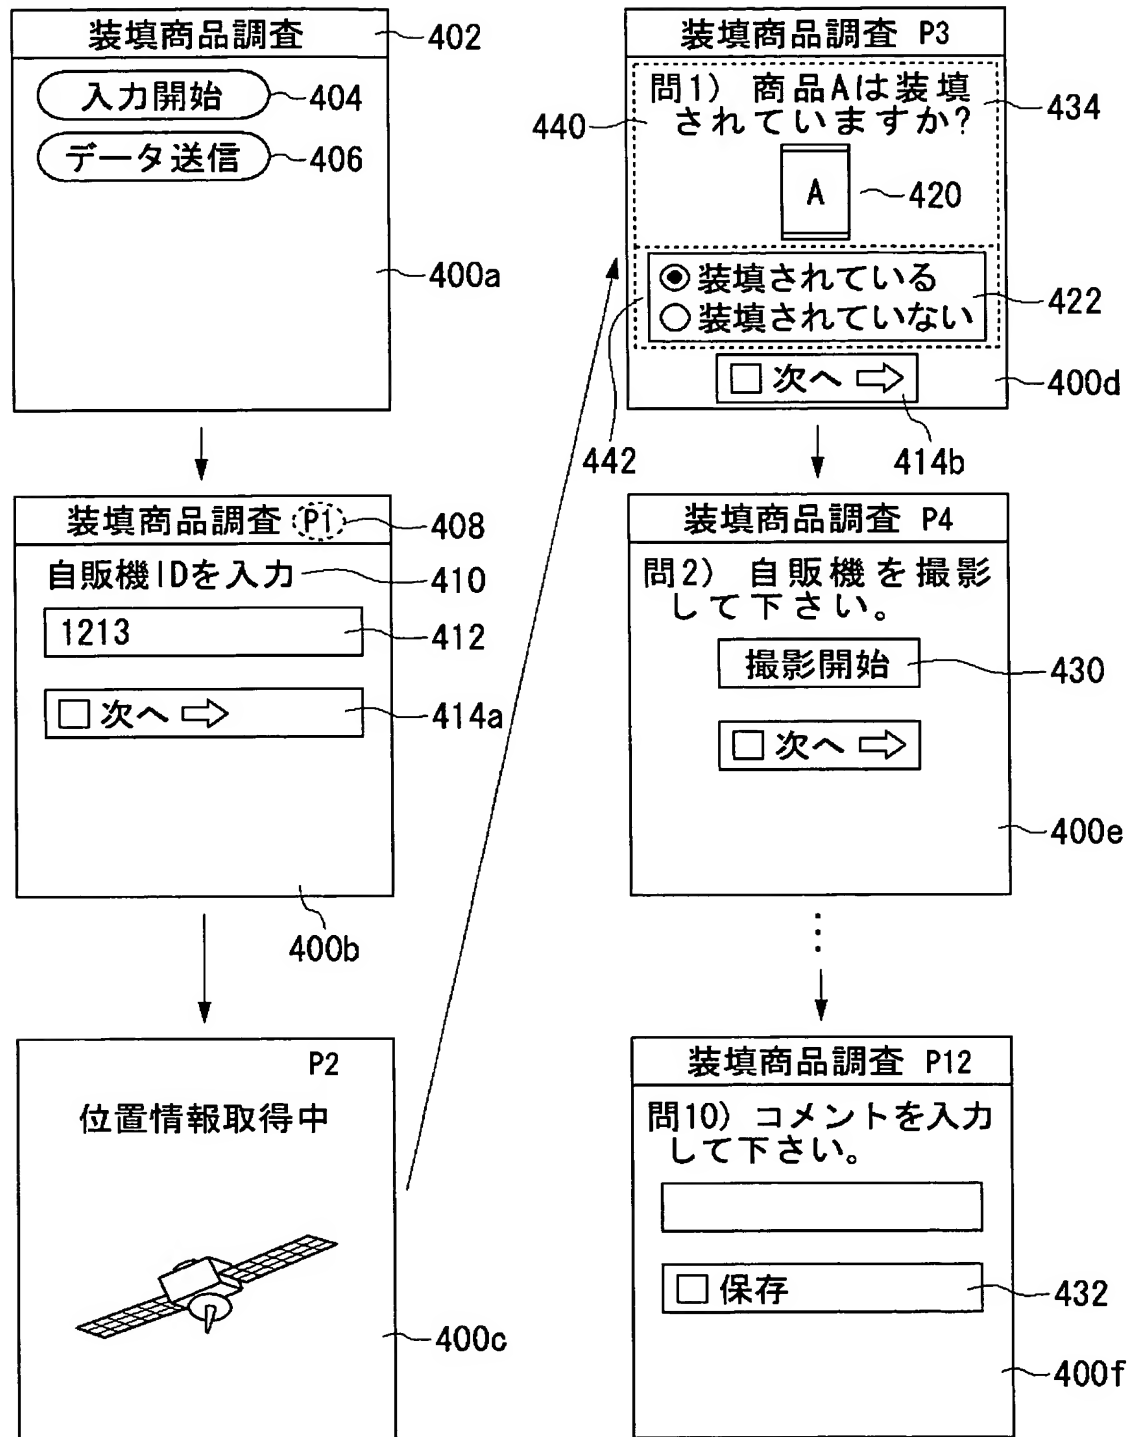 装填商品調査
402
入力開始
404
データ送信
406
400a
装填商品調査 P1
408
自販機IDを入力
410
1213
412
次へ
414a
400b
P2
位置情報取得中
400c
装填商品調査 P3
問1) 商品Aは装填
されていますか?
434
440
A
420
装填されている
装填されていない
422
次へ
400d
442
414b
装填商品調査 P4
問2) 自販機を撮影
して下さい。
撮影開始
430
次へ
400e
装填商品調査 P12
問10) コメントを入力
して下さい。
保存
432
400f